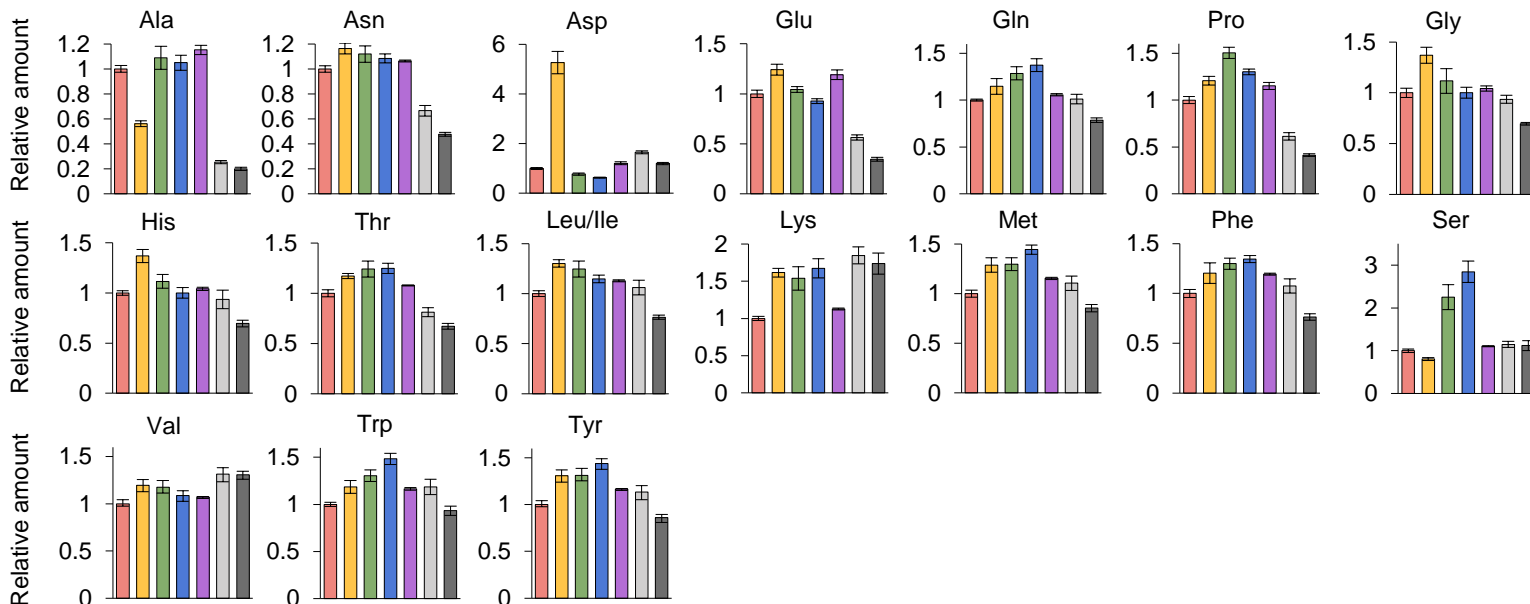 Ala Asn Asp Glu Gln Pro Gly
Relative amount
1.2 1 0.8 0.6 0.4 0.2 0
1.2 1 0.8 0.6 0.4 0.2 0
6 4 2 0
1.5 1 0.5 0
1.5 1 0.5 0
1.5 1 0.5 0
1.5 1 0.5 0
His Thr Leu/Ile Lys Met Phe Ser
Relative amount
1.5 1 0.5 0
1.5 1 0.5 0
1.5 1 0.5 0
2 1.5 1 0.5 0
1.5 1 0.5 0
1.5 1 0.5 0
3 2 1 0
Val Trp Tyr
Relative amount
1.5 1 0.5 0
1.5 1 0.5 0
1.5 1 0.5 0